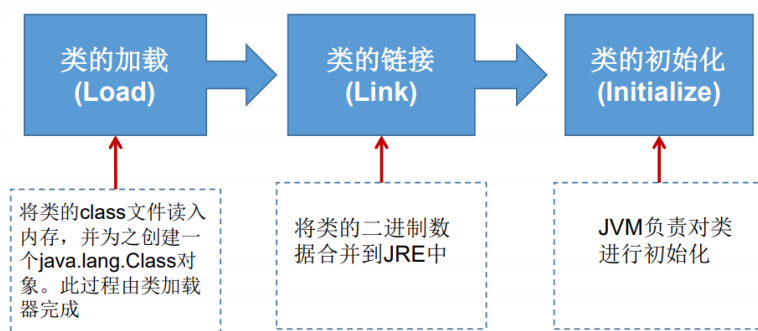 类的加载
(Load)
类的链接
(Link)
类的初始化
(Initialize)
将类的class文件读入
内存，并为之创建一
个java.lang.Class对
象。此过程由类加载
器完成
将类的二进制数
据合并到JRE中
JVM负责对类
进行初始化